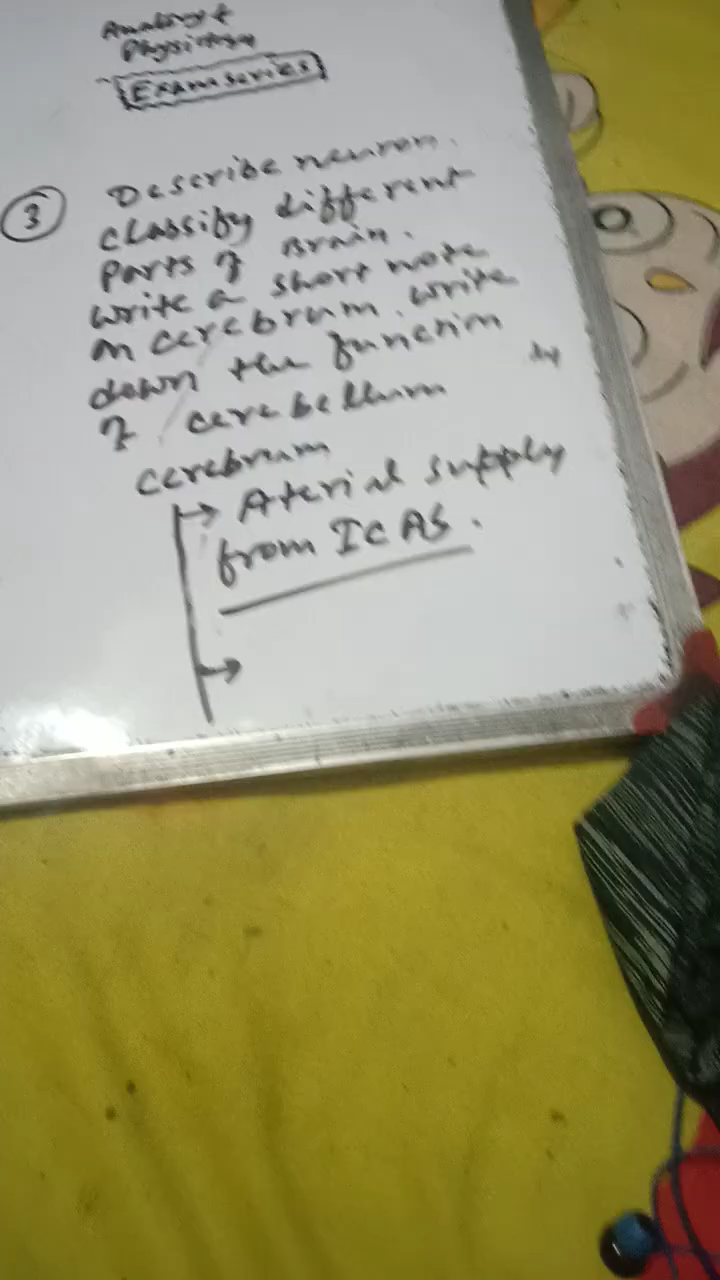 Anatomy &
Physiology
Exam series
3 Describe neuron.
classify different
parts of Brain.
write a short note
on cerebrum. write
down the function
of cerebellum
cerebrum
→ Aterial supply
from ICAS.
→